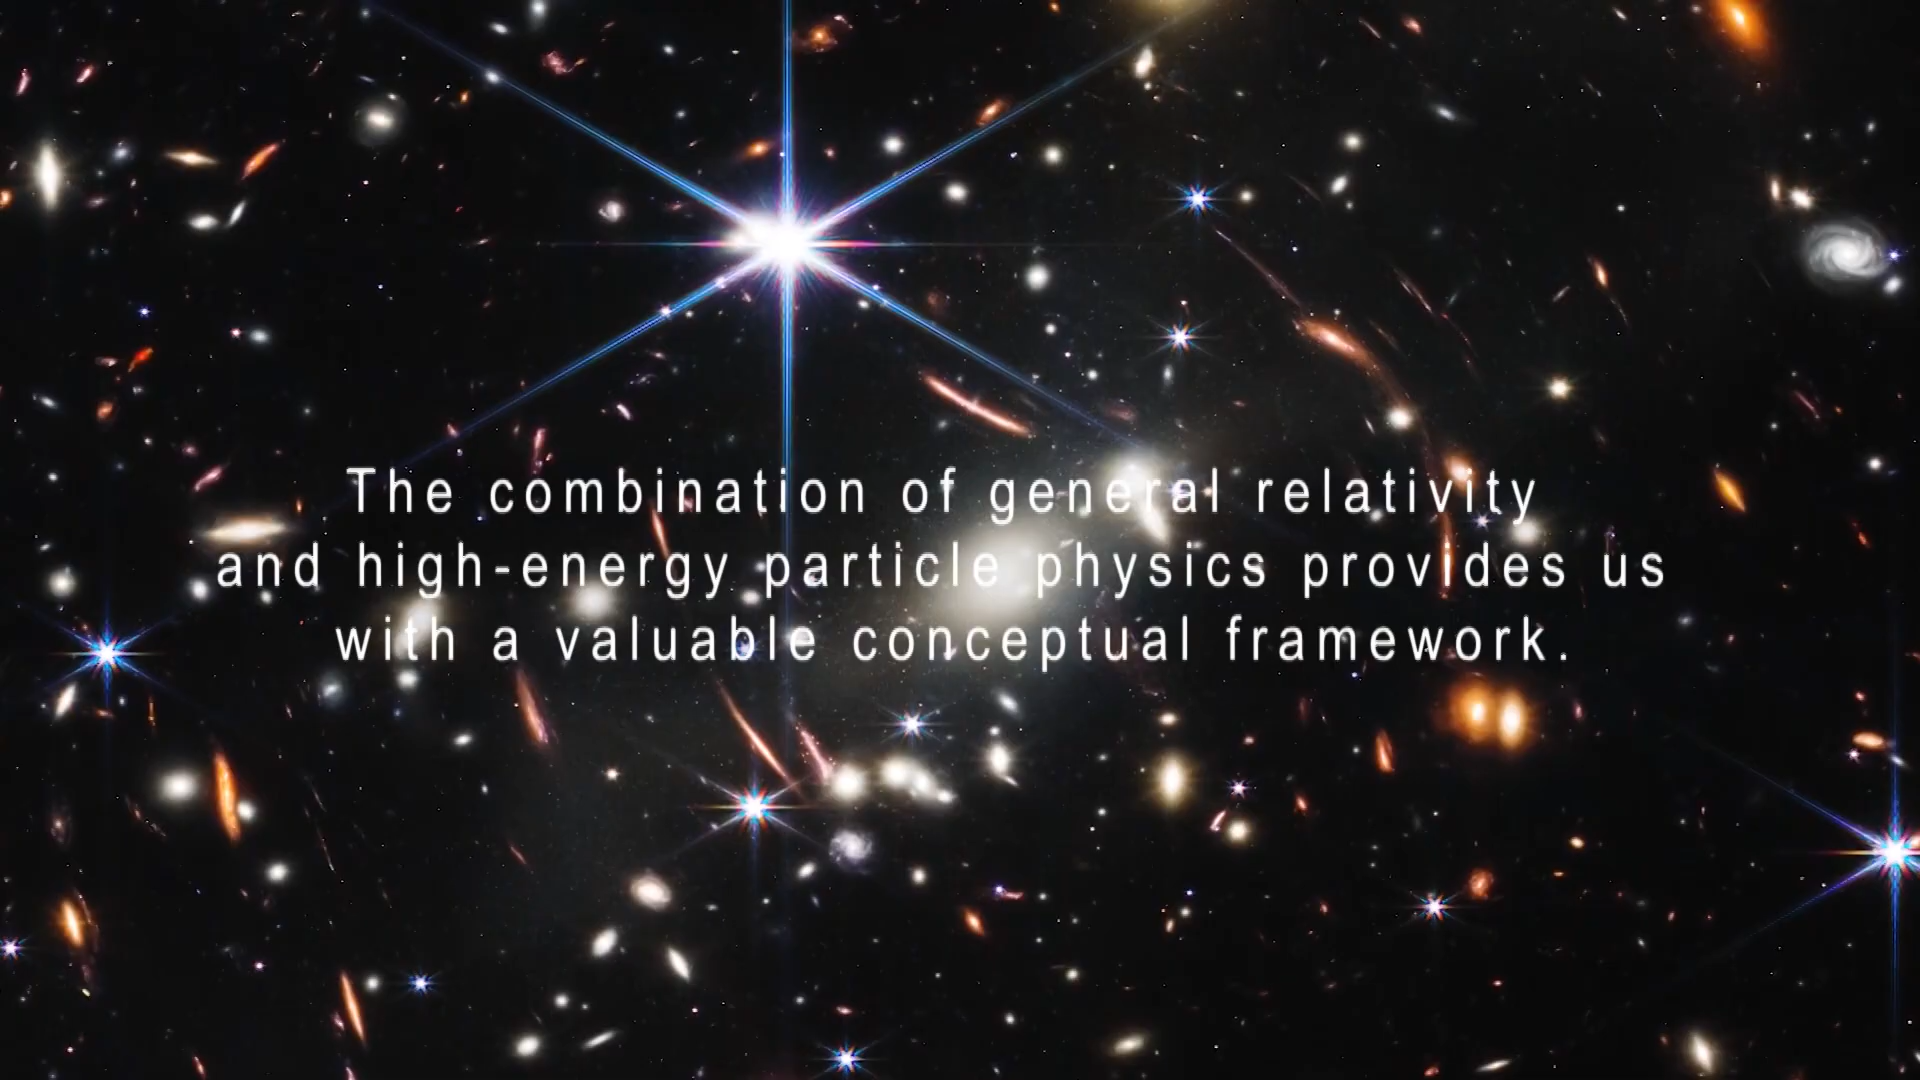 The combination of general relativity
and high-energy particle physics provides us
with a valuable conceptual framework.